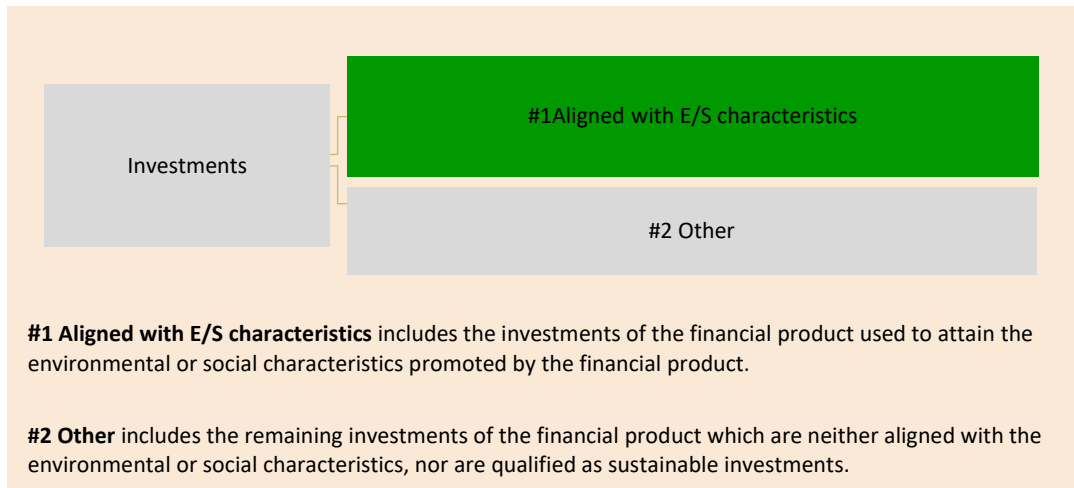 #1Aligned with E/S characteristics
Investments
#2 Other
#1 Aligned with E/S characteristics includes the investments of the financial product used to attain the
environmental or social characteristics promoted by the financial product.
#2 Other includes the remaining investments of the financial product which are neither aligned with the
environmental or social characteristics, nor are qualified as sustainable investments.